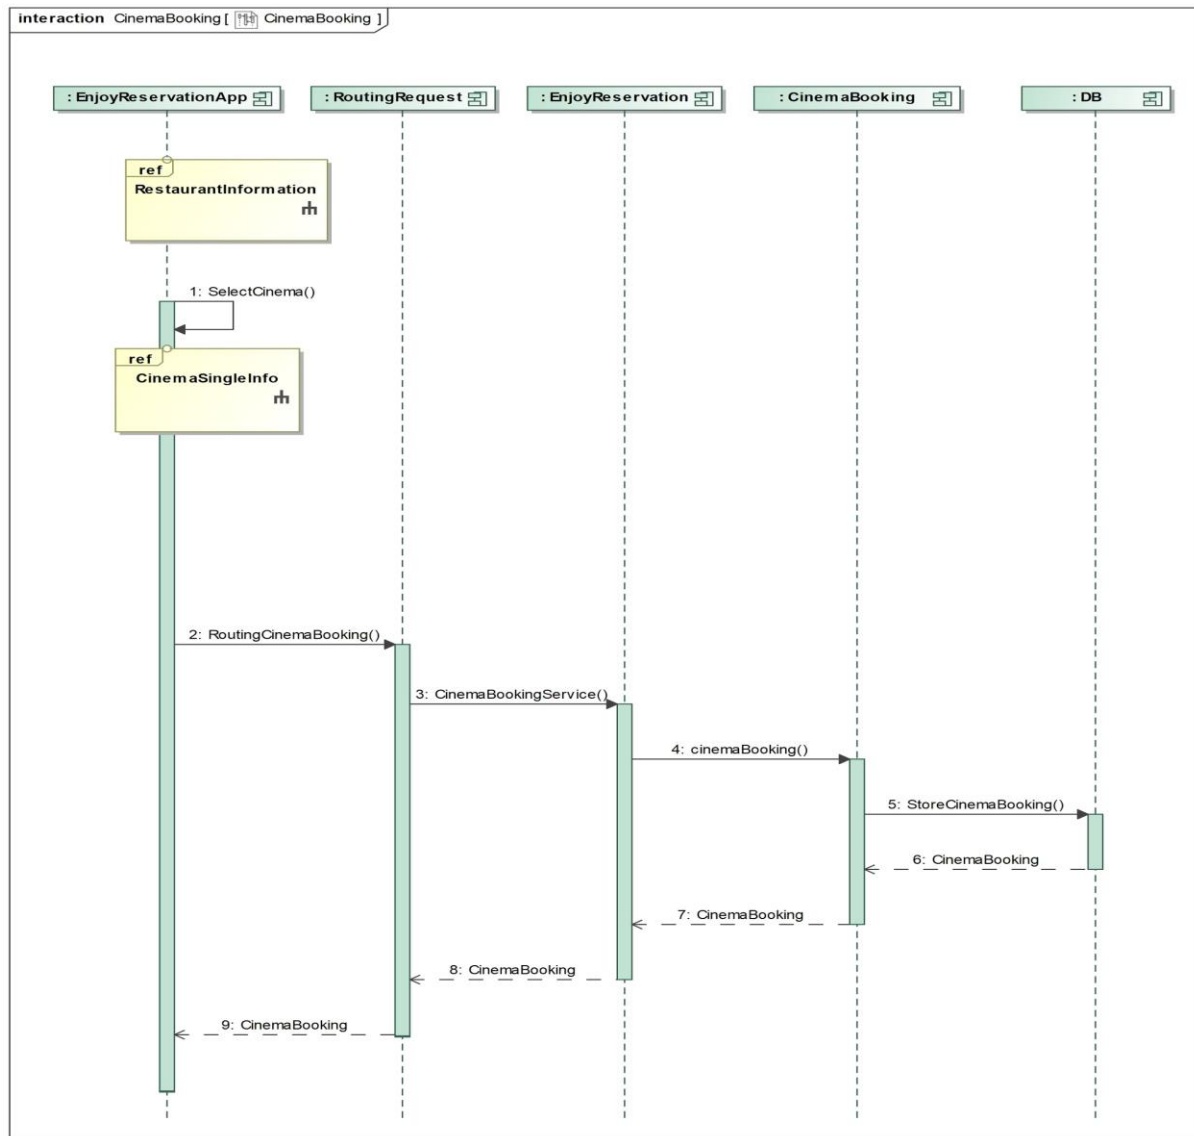 interaction CinemaBooking [ CinemaBooking ]
: EnjoyReservationApp
: RoutingRequest
: EnjoyReservation
: CinemaBooking
: DB
ref
RestaurantInformation
1: SelectCinema()
ref
CinemaSingleInfo
2: RoutingCinemaBooking()
3: CinemaBookingService()
4: cinemaBooking()
5: StoreCinemaBooking()
6: CinemaBooking
7: CinemaBooking
8: CinemaBooking
9: CinemaBooking